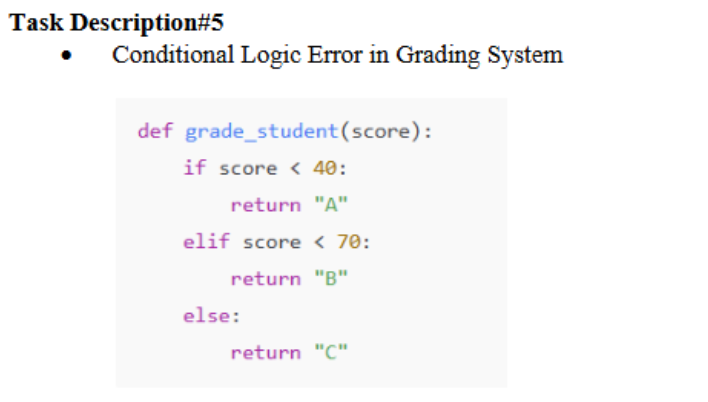 Task Description#5
• Conditional Logic Error in Grading System
def grade_student(score):
    if score < 40:
        return "A"
    elif score < 70:
        return "B"
    else:
        return "C"